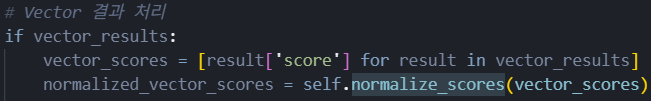 # Vector 결과 처리
if vector_results:
    vector_scores = [result['score'] for result in vector_results]
    normalized_vector_scores = self.normalize_scores(vector_scores)